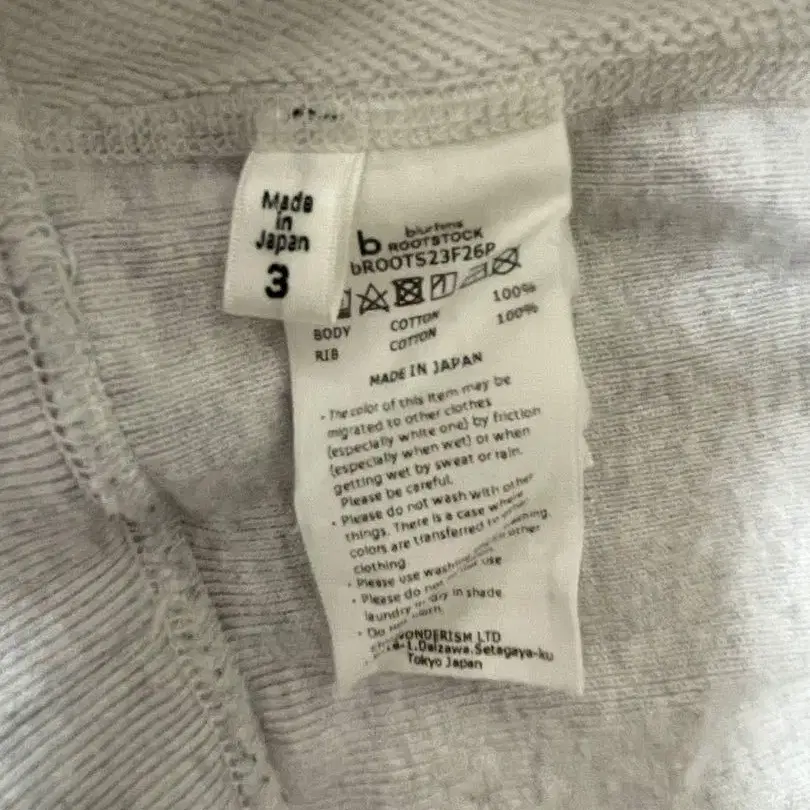 Made
in
Japan
3
b blurhms
ROOTSTOCK
bROOTS23F26P
BODY COTTON 100%
RIB COTTON 100%
MADE IN JAPAN
• The color of this item may be
migrated to other clothes
(especially white one) by friction
(especially when wet) or when
getting wet by sweat or rain.
Please be careful.
• Please do not wash with other
things. There is a case where
colors are transferred to other
clothing
• Please use washing
• Please do not use
laundry dry in shade
• Do
WONDERISM LTD
Daizawa.Setagaya-ku
Tokyo Japan